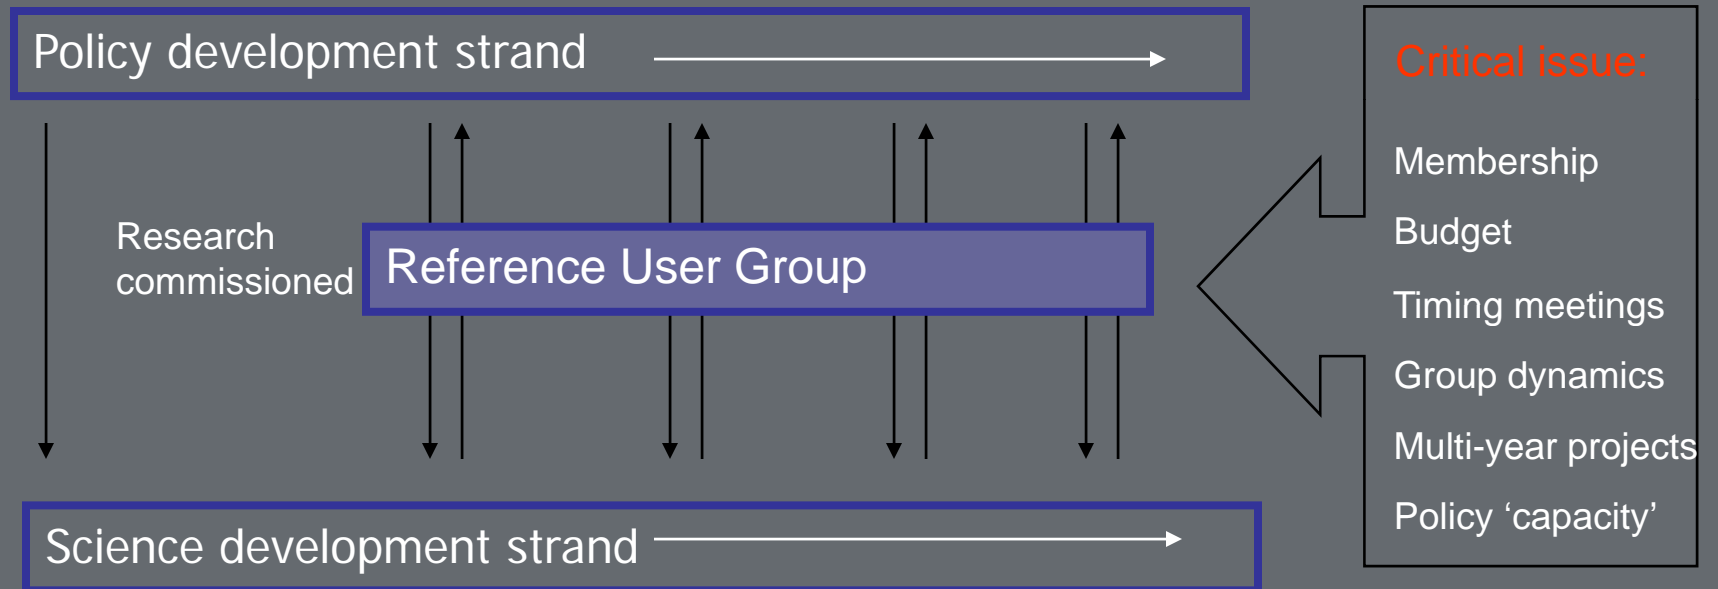 Policy development strand
Critical issue:
Membership
Budget
Timing meetings
Group dynamics
Multi-year projects
Policy ‘capacity’
Research
commissioned
Reference User Group
Science development strand